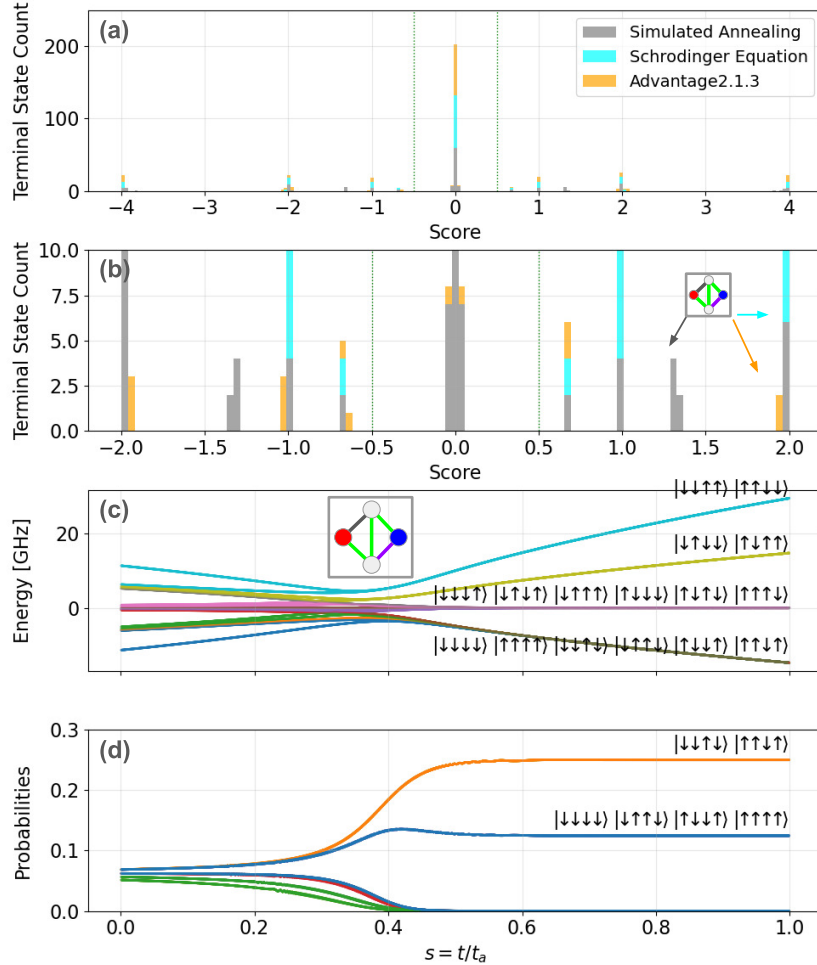 (a)
Simulated Annealing
Schrodinger Equation
Advantage2.1.3
Terminal State Count
200
100
0
−4 −3 −2 −1 0 1 2 3 4
Score
(b)
Terminal State Count
10.0
7.5
5.0
2.5
0.0
−2.0 −1.5 −1.0 −0.5 0.0 0.5 1.0 1.5 2.0
Score
(c)
Energy [GHz]
20
0
|↓↓↑↑⟩ |↑↑↓↓⟩
|↓↑↓↓⟩ |↑↓↑↑⟩
|↓↓↓↑⟩ |↓↑↓↑⟩ |↓↑↑↑⟩ |↑↓↓↓⟩ |↑↓↑↓⟩ |↑↑↑↓⟩
|↓↓↓↓⟩ |↑↑↑↑⟩ |↓↓↑↓⟩ |↓↑↑↓⟩ |↑↓↓↑⟩ |↑↑↓↑⟩
(d)
Probabilities
0.3
0.2
0.1
0.0
|↓↓↑↓⟩ |↑↑↓↑⟩
|↓↓↓↓⟩ |↓↑↑↓⟩ |↑↓↓↑⟩ |↑↑↑↑⟩
0.0 0.2 0.4 0.6 0.8 1.0
s = t/tₐ